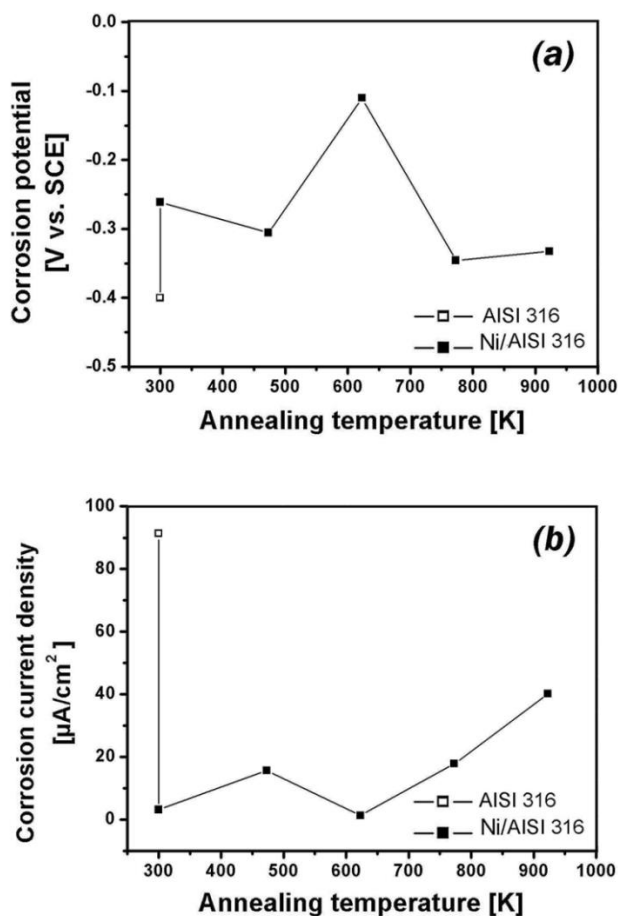 (a)
Corrosion potential
[V vs. SCE]
0.0
-0.1
-0.2
-0.3
-0.4
-0.5
AISI 316
Ni/AISI 316
300 400 500 600 700 800 900 1000
Annealing temperature [K]
(b)
Corrosion current density
[µA/cm²]
100
80
60
40
20
0
AISI 316
Ni/AISI 316
300 400 500 600 700 800 900 1000
Annealing temperature [K]